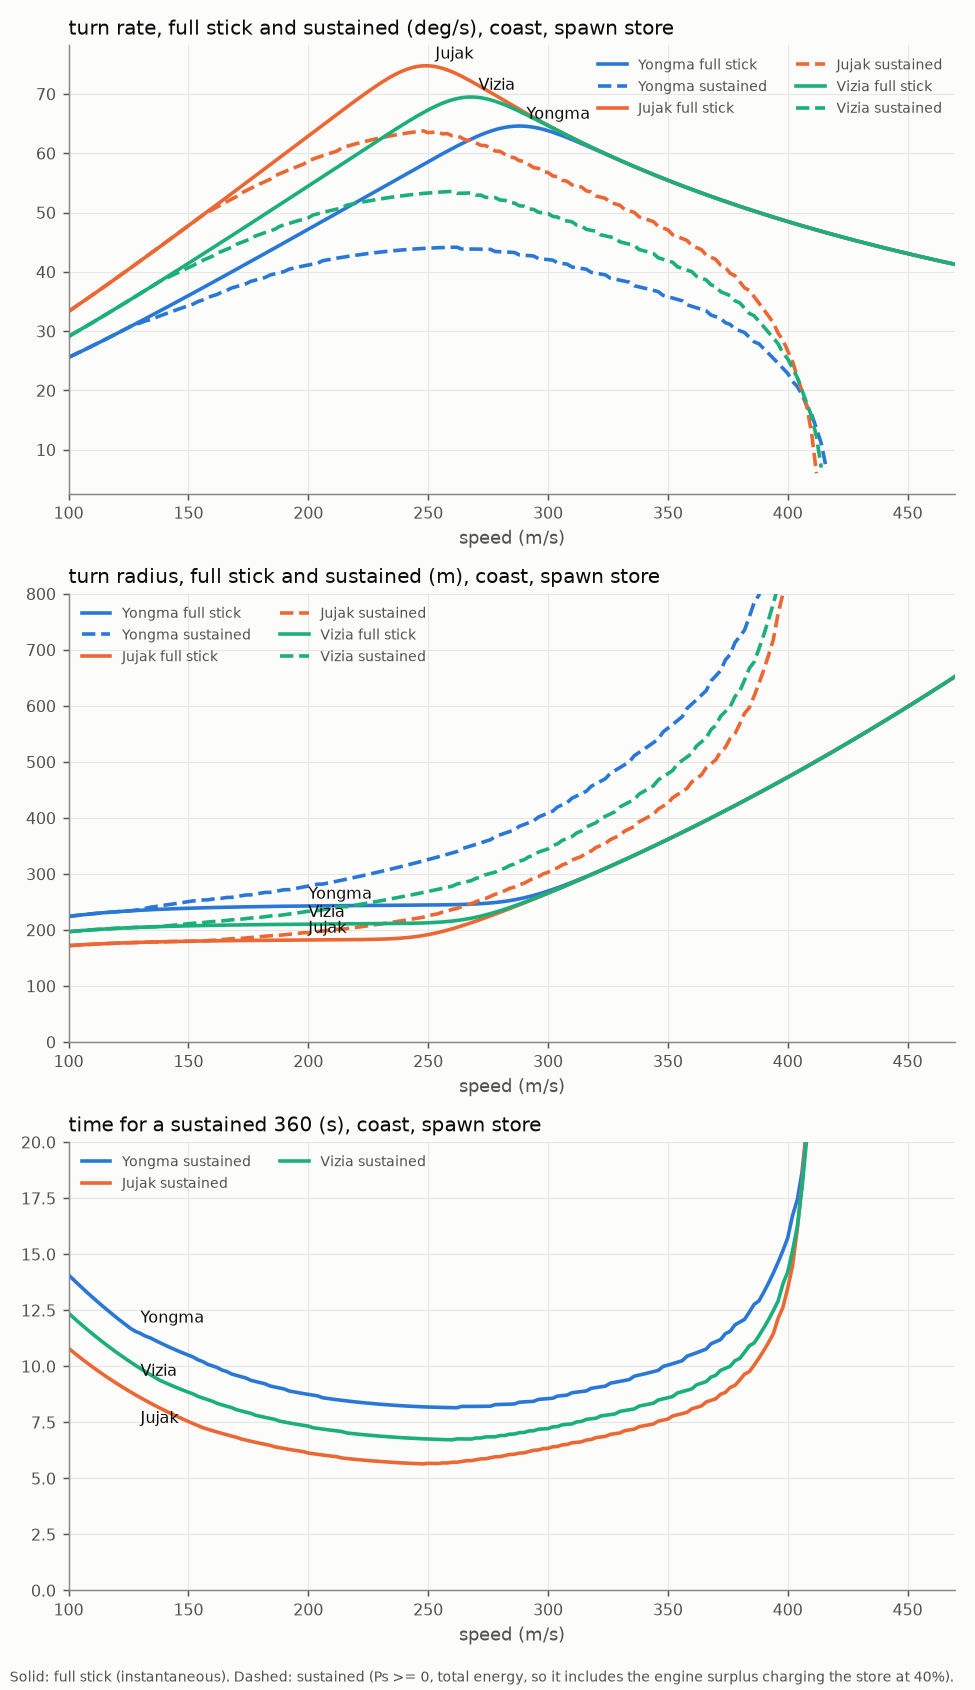 turn rate, full stick and sustained (deg/s), coast, spawn store
Jujak
Vizia
Yongma
Yongma full stick
Yongma sustained
Jujak full stick
Jujak sustained
Vizia full stick
Vizia sustained
70
60
50
40
30
20
10
100 150 200 250 300 350 400 450
speed (m/s)
turn radius, full stick and sustained (m), coast, spawn store
Yongma full stick
Yongma sustained
Jujak full stick
Jujak sustained
Vizia full stick
Vizia sustained
800
700
600
500
400
300
200
100
0
Yongma
Vizia
Jujak
100 150 200 250 300 350 400 450
speed (m/s)
time for a sustained 360 (s), coast, spawn store
Yongma sustained
Jujak sustained
Vizia sustained
20.0
17.5
15.0
12.5
10.0
7.5
5.0
2.5
0.0
Yongma
Vizia
Jujak
100 150 200 250 300 350 400 450
speed (m/s)
Solid: full stick (instantaneous). Dashed: sustained (Ps >= 0, total energy, so it includes the engine surplus charging the store at 40%).